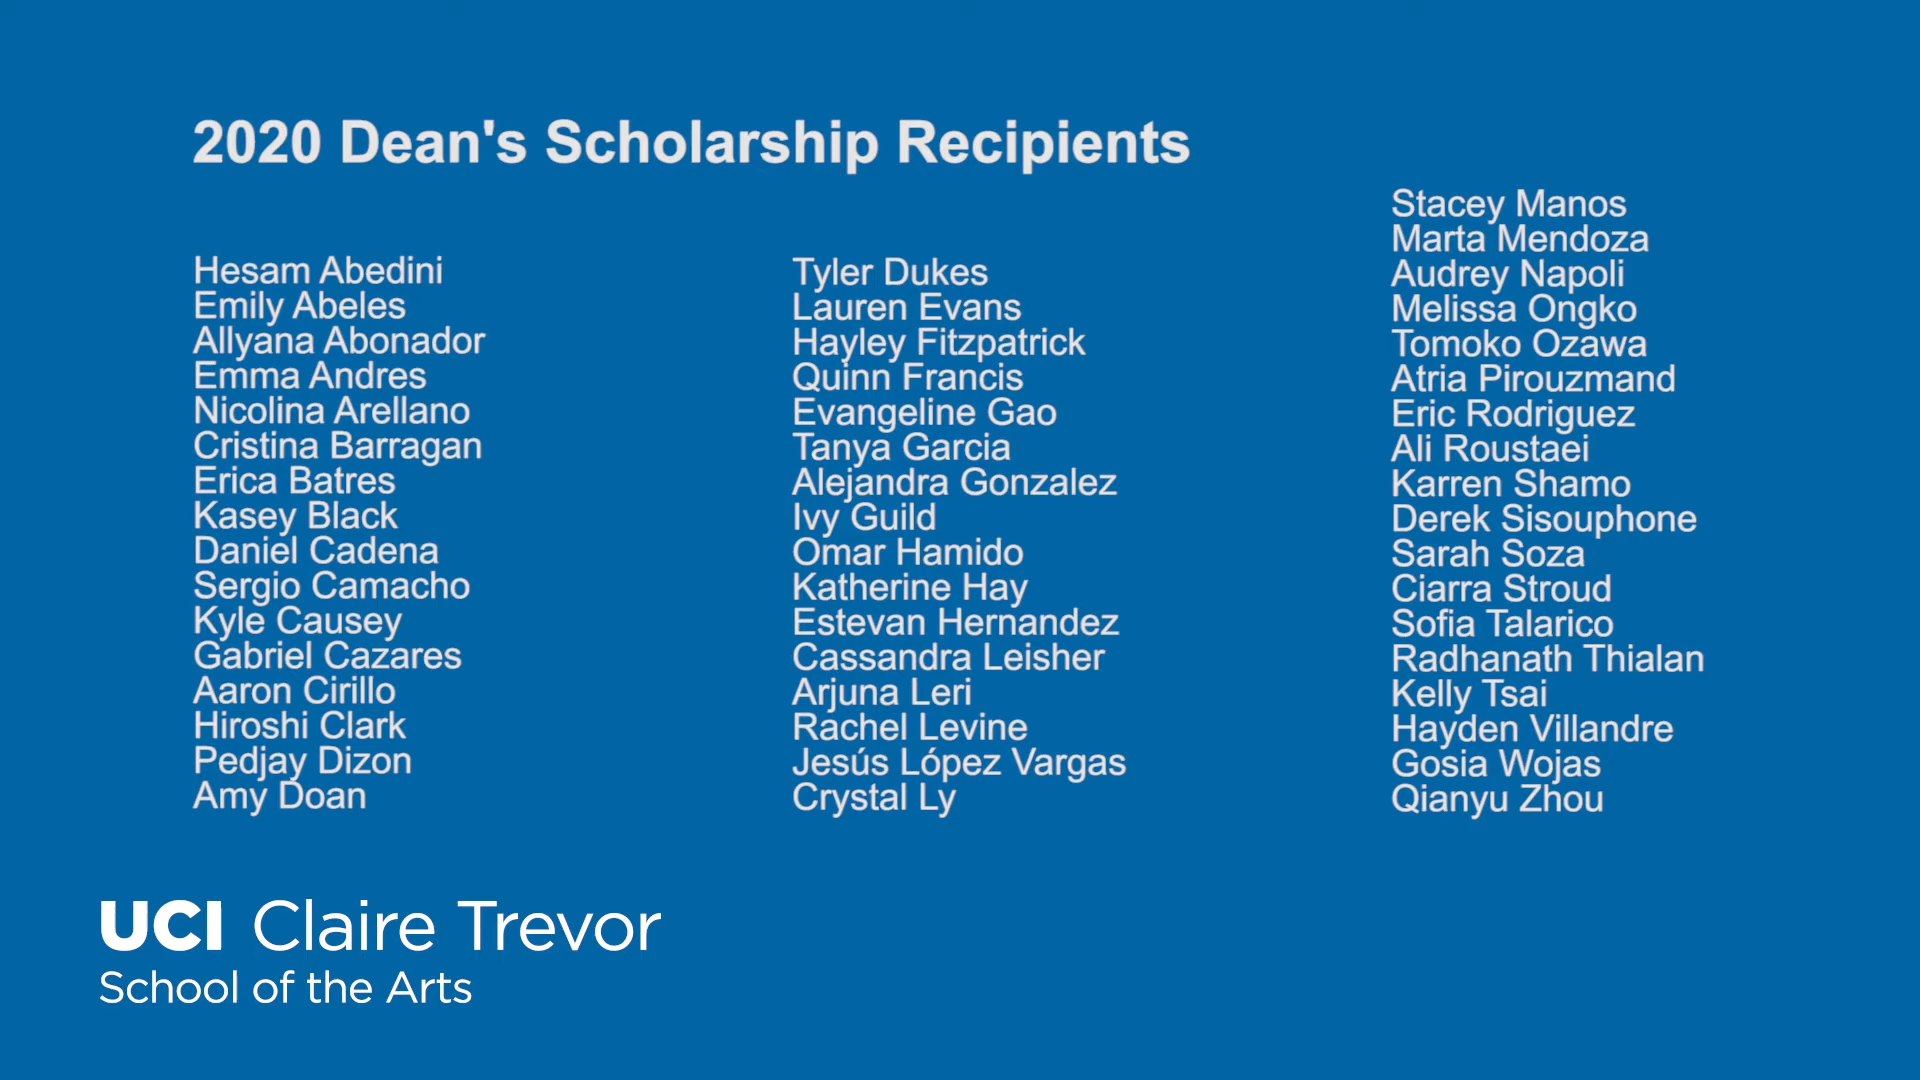 2020 Dean's Scholarship Recipients
Hesam Abedini
Emily Abeles
Allyana Abonador
Emma Andres
Nicolina Arellano
Cristina Barragan
Erica Batres
Kasey Black
Daniel Cadena
Sergio Camacho
Kyle Causey
Gabriel Cazares
Aaron Cirillo
Hiroshi Clark
Pedjay Dizon
Amy Doan
Tyler Dukes
Lauren Evans
Hayley Fitzpatrick
Quinn Francis
Evangeline Gao
Tanya Garcia
Alejandra Gonzalez
Ivy Guild
Omar Hamido
Katherine Hay
Estevan Hernandez
Cassandra Leisher
Arjuna Leri
Rachel Levine
Jesús López Vargas
Crystal Ly
Stacey Manos
Marta Mendoza
Audrey Napoli
Melissa Ongko
Tomoko Ozawa
Atria Pirouzmand
Eric Rodriguez
Ali Roustaei
Karren Shamo
Derek Sisouphone
Sarah Soza
Ciarra Stroud
Sofia Talarico
Radhanath Thialan
Kelly Tsai
Hayden Villandre
Gosia Wojas
Qianyu Zhou
UCI Claire Trevor
School of the Arts